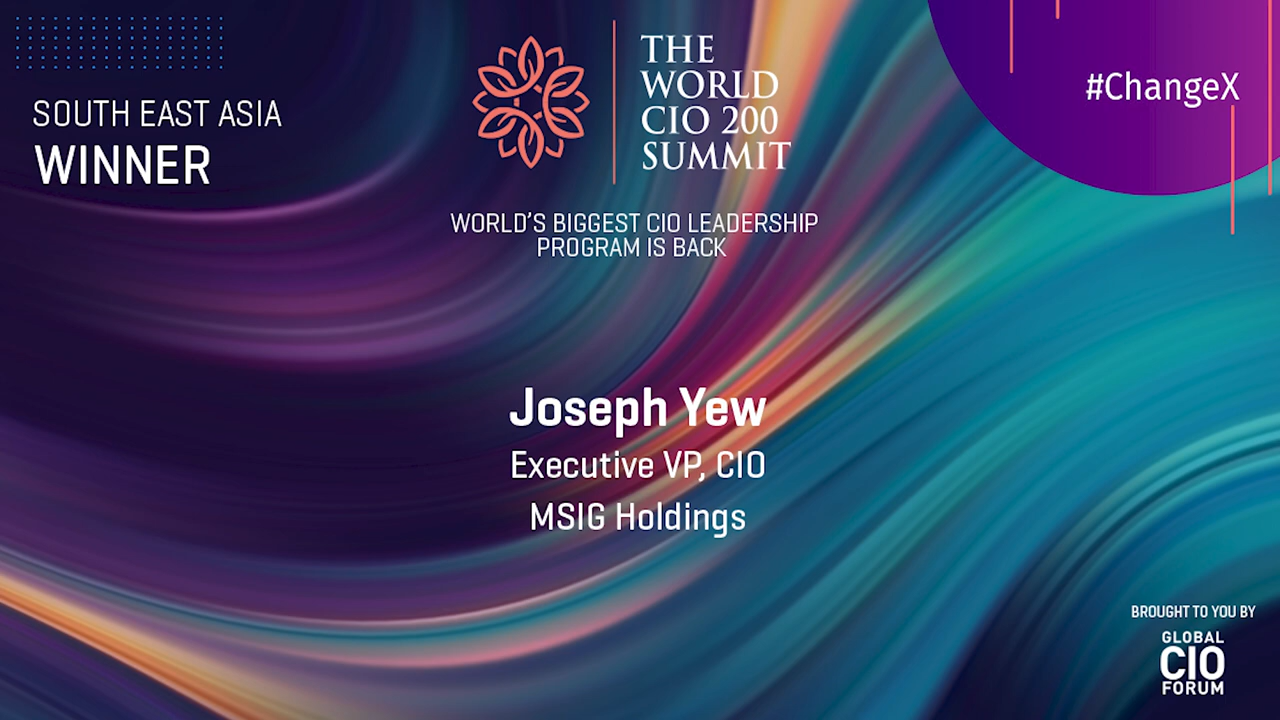 SOUTH EAST ASIA
WINNER
THE
WORLD
CIO 200
SUMMIT
#ChangeX
WORLD'S BIGGEST CIO LEADERSHIP
PROGRAM IS BACK
Joseph Yew
Executive VP, CIO
MSIG Holdings
BROUGHT TO YOU BY
GLOBAL
CIO
FORUM